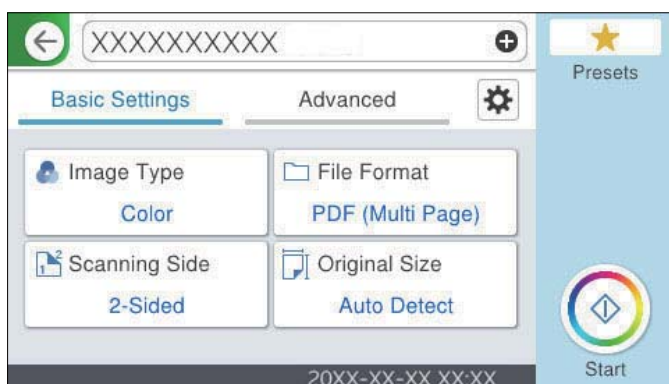 XXXXXXXXXX
Presets
Basic Settings
Advanced
Image Type
Color
File Format
PDF (Multi Page)
Scanning Side
2-Sided
Original Size
Auto Detect
20XX-XX-XX XX:XX
Start